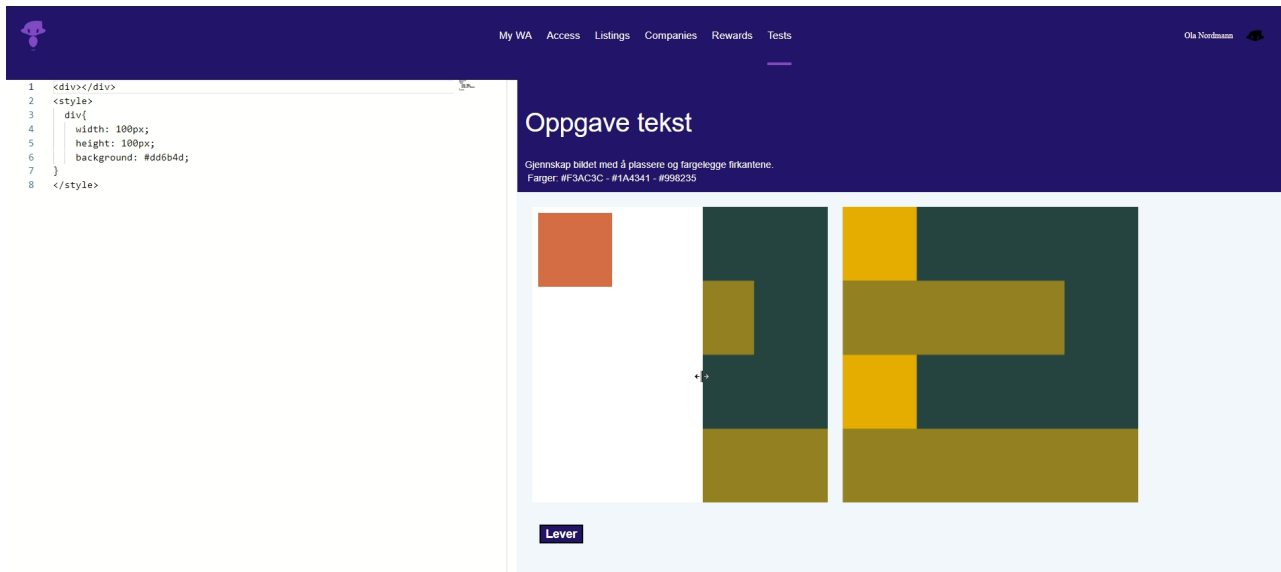 My WA Access Listings Companies Rewards Tests
Ola Nordmann
1 <div></div>
2 <style>
3 div{
4 width: 100px;
5 height: 100px;
6 background: #dd6b4d;
7 }
8 </style>
Oppgave tekst
Gjennskap bildet med å plassere og fargelegge firkantene.
Farger: #F3AC3C - #1A4341 - #998235
Lever